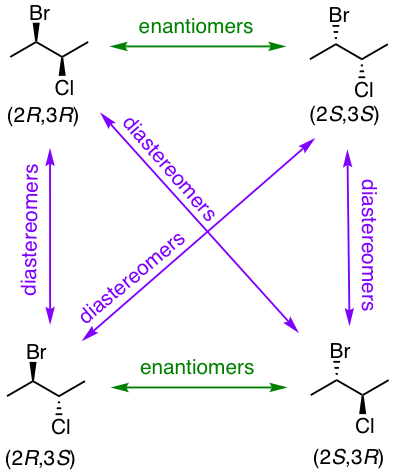 Br
enantiomers
Br
Cl
Cl
(2R,3R)
(2S,3S)
diastereomers
diastereomers
diastereomers
diastereomers
Br
enantiomers
Br
Cl
Cl
(2R,3S)
(2S,3R)